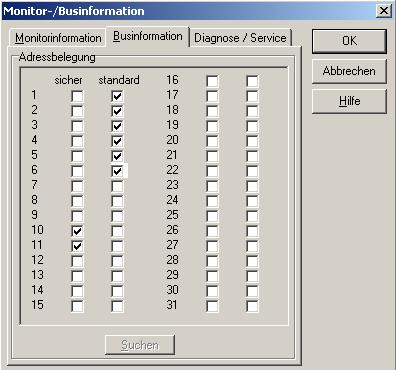 Monitor-/Businformation
Monitorinformation Businformation Diagnose / Service
OK
Abbrechen
Hilfe
Adressbelegung
sicher standard 16
1 17
2 18
3 19
4 20
5 21
6 22
7 23
8 24
9 25
10 26
11 27
12 28
13 29
14 30
15 31
Suchen